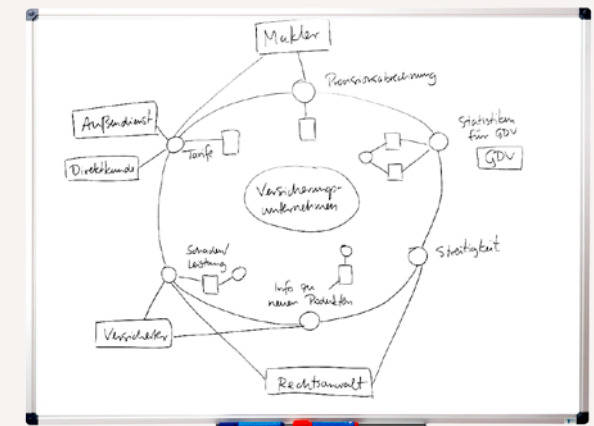 Makler
Provisionsabrechnung
Außendienst
Direktkunde
Tarife
Statistiken
für GDV
GDV
Versicherungs-
unternehmen
Streitigkeit
Schaden/
Leistung
Info zu
neuen Produkten
Versicherter
Rechtsanwalt